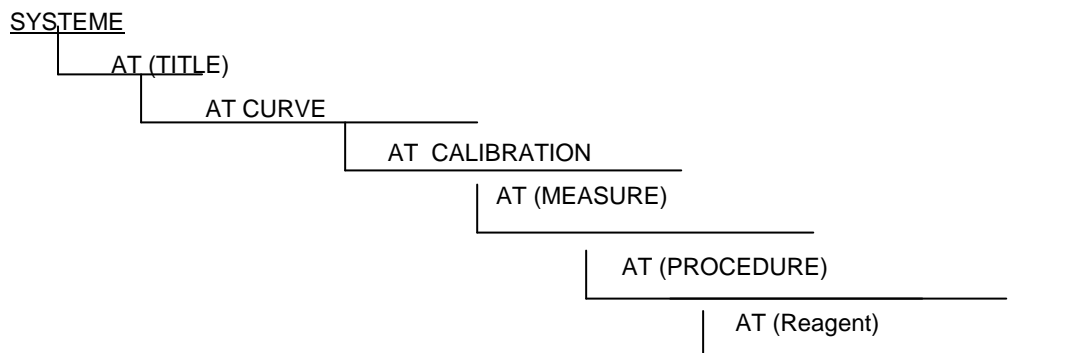 SYSTEME
AT (TITLE)
AT CURVE
AT CALIBRATION
AT (MEASURE)
AT (PROCEDURE)
AT (Reagent)